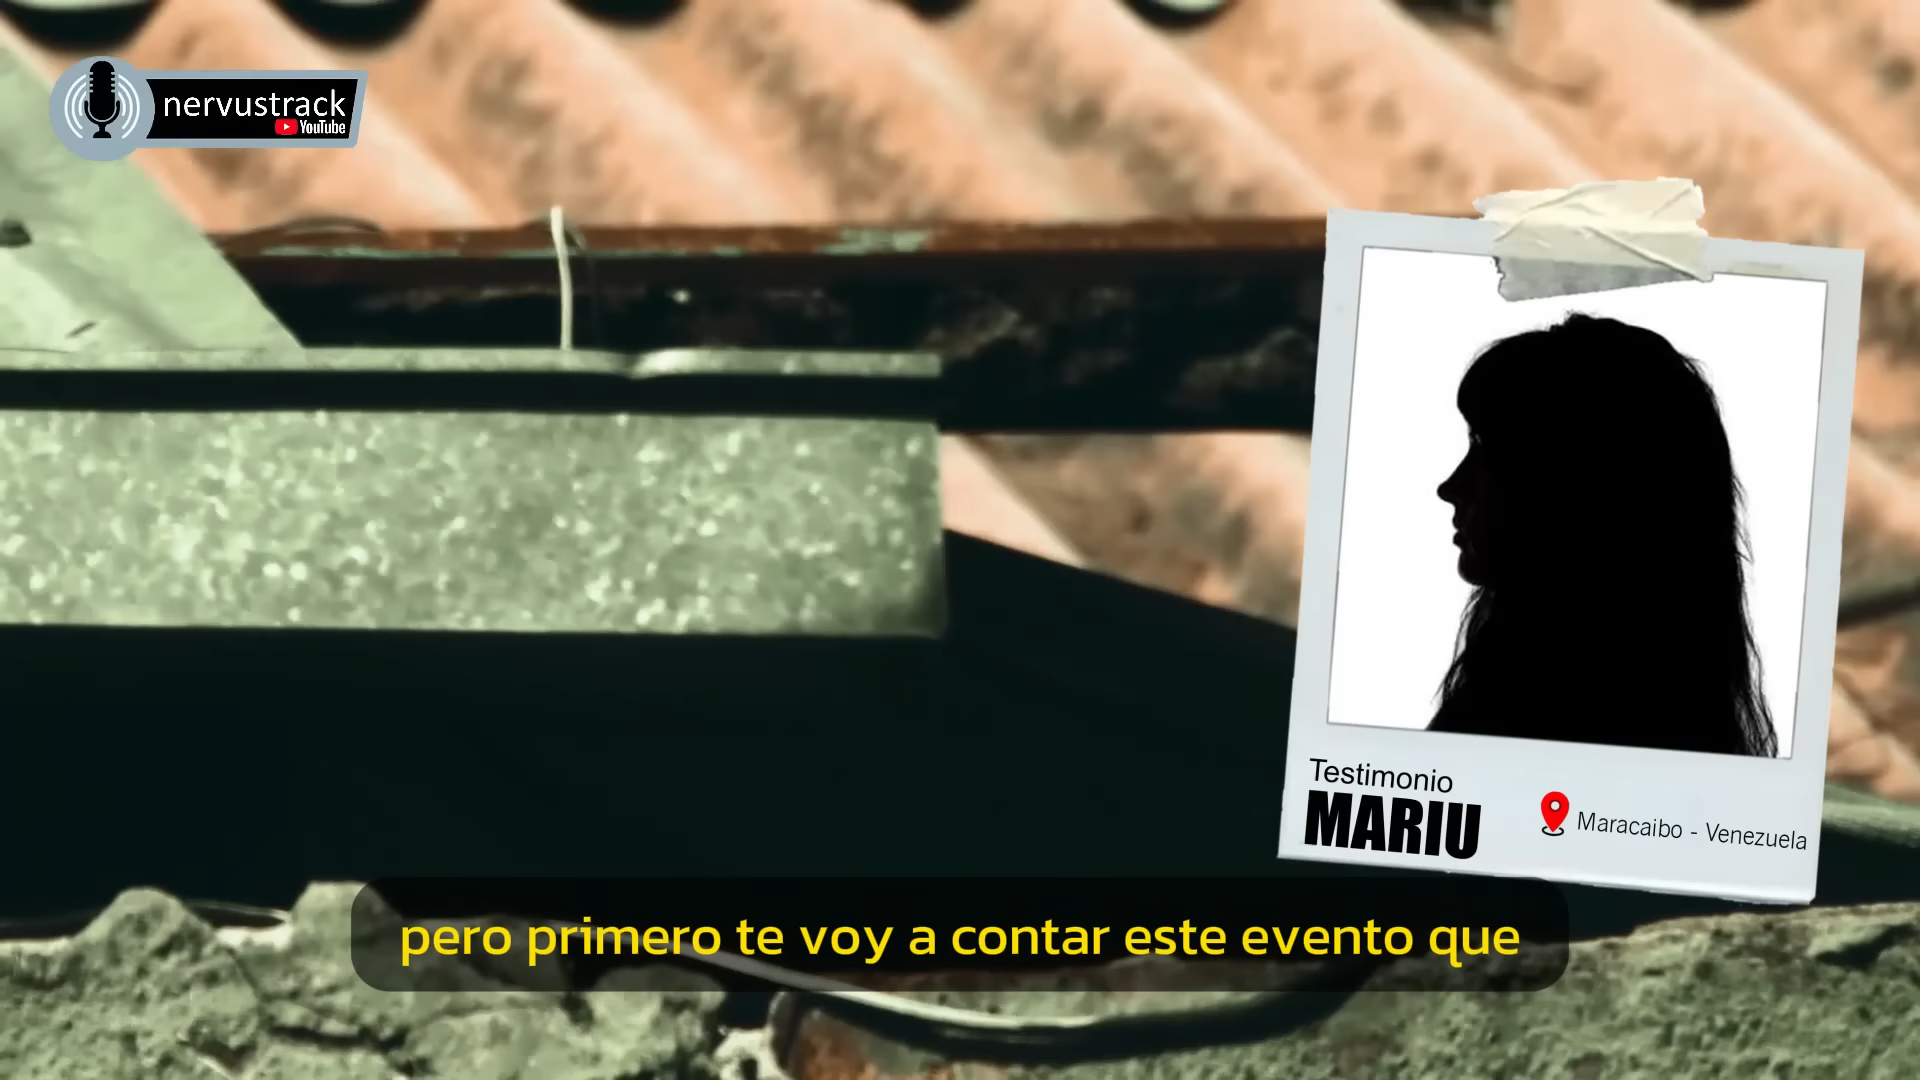 nervustrack
YouTube
Testimonio
MARIU
Maracaibo - Venezuela
pero primero te voy a contar este evento que